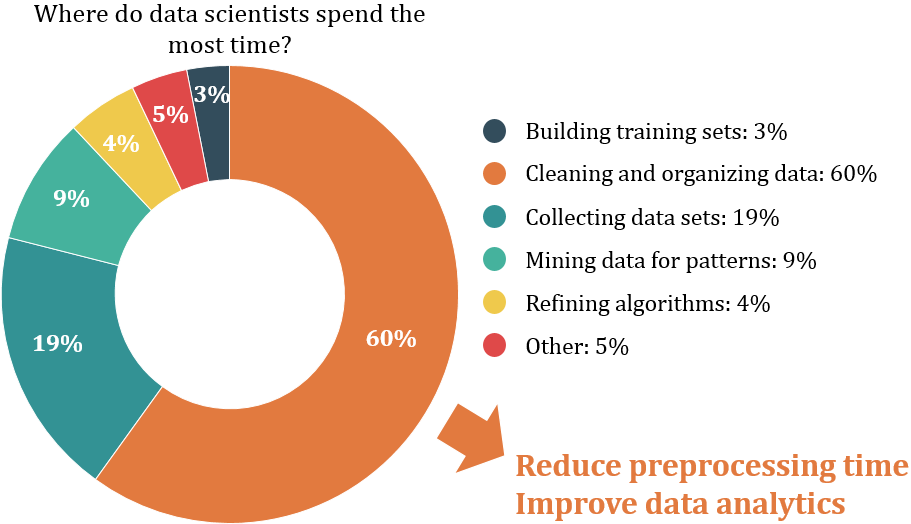 Where do data scientists spend the
most time?
3%
5%
4%
9%
19%
60%
Building training sets: 3%
Cleaning and organizing data: 60%
Collecting data sets: 19%
Mining data for patterns: 9%
Refining algorithms: 4%
Other: 5%
Reduce preprocessing time
Improve data analytics